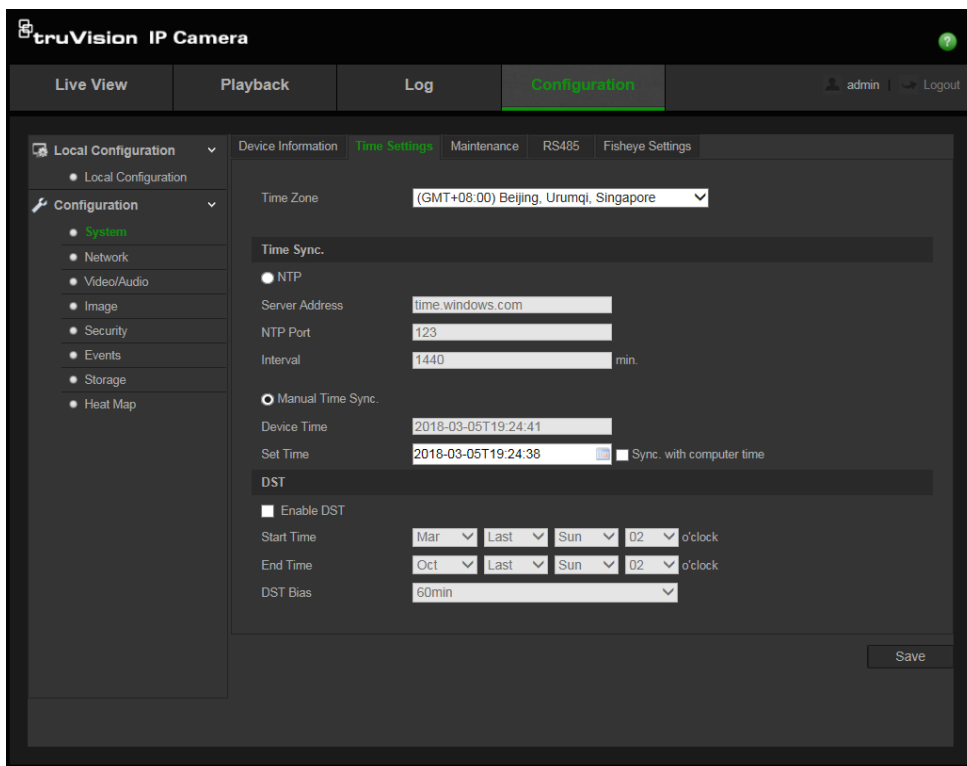 truVision IP Camera
?
Live View Playback Log Configuration admin | Logout
Local Configuration
Local Configuration
Configuration
System
Network
Video/Audio
Image
Security
Events
Storage
Heat Map
Device Information Time Settings Maintenance RS485 Fisheye Settings
Time Zone (GMT+08:00) Beijing, Urumqi, Singapore
Time Sync.
NTP
Server Address time.windows.com
NTP Port 123
Interval 1440 min.
Manual Time Sync.
Device Time 2018-03-05T19:24:41
Set Time 2018-03-05T19:24:38 Sync. with computer time
DST
Enable DST
Start Time Mar Last Sun 02 o'clock
End Time Oct Last Sun 02 o'clock
DST Bias 60min
Save